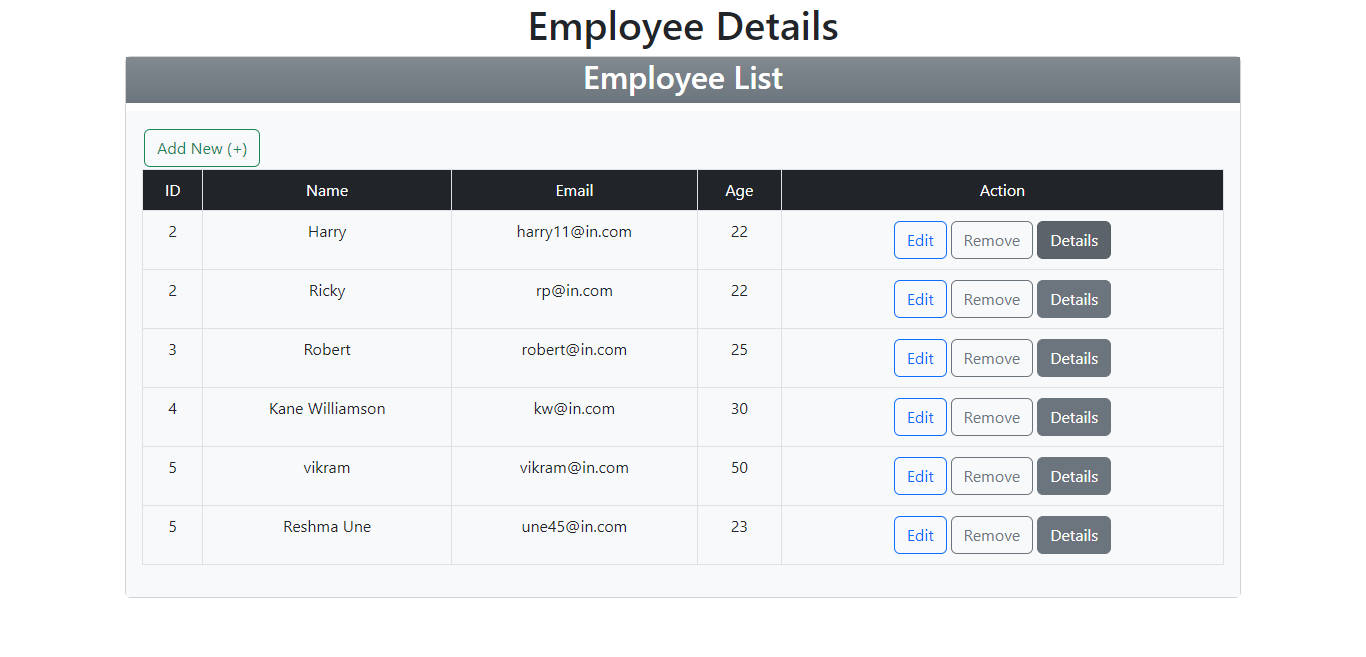 Employee Details
Employee List
Add New (+)
ID Name Email Age Action
2 Harry harry11@in.com 22 Edit Remove Details
2 Ricky rp@in.com 22 Edit Remove Details
3 Robert robert@in.com 25 Edit Remove Details
4 Kane Williamson kw@in.com 30 Edit Remove Details
5 vikram vikram@in.com 50 Edit Remove Details
5 Reshma Une une45@in.com 23 Edit Remove Details